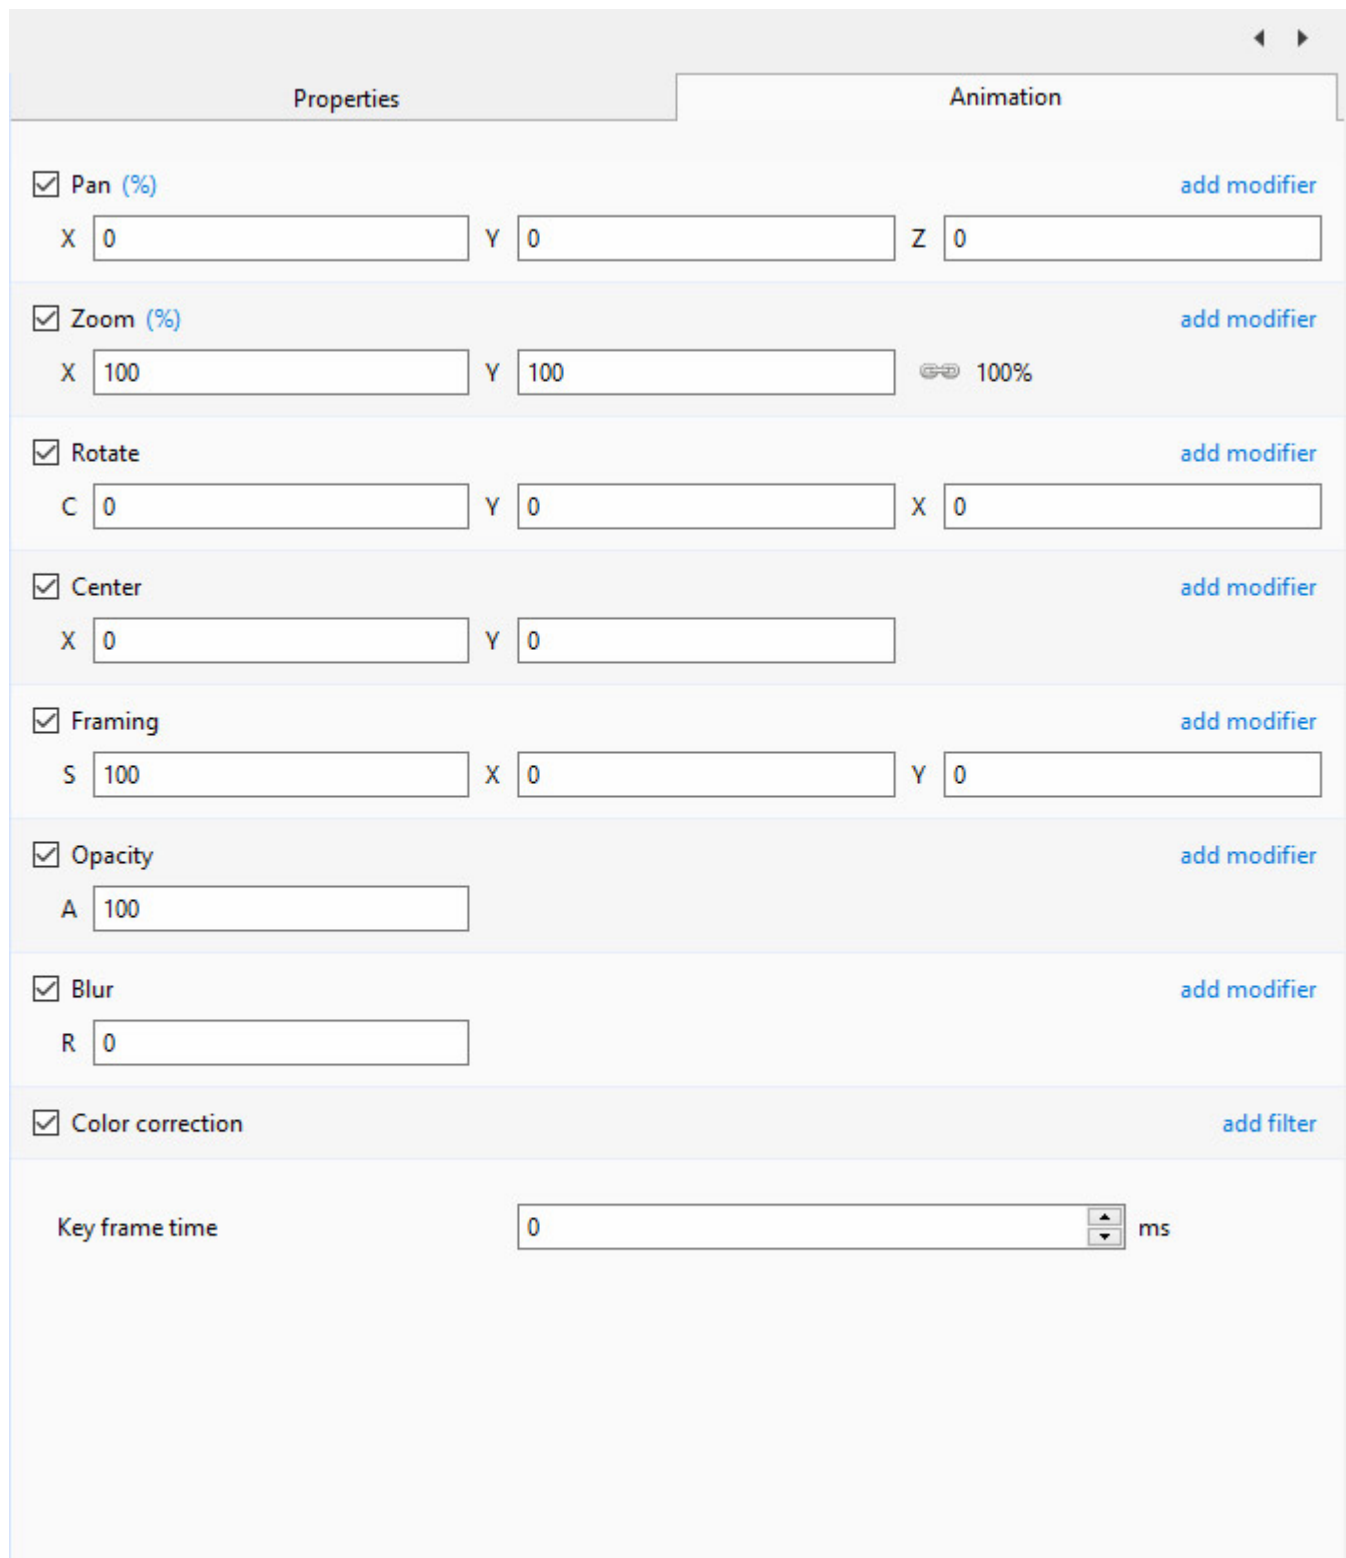 Properties Animation
Pan (%) add modifier
X 0 Y 0 Z 0
Zoom (%) add modifier
X 100 Y 100 100%
Rotate add modifier
C 0 Y 0 X 0
Center add modifier
X 0 Y 0
Framing add modifier
S 100 X 0 Y 0
Opacity add modifier
A 100
Blur add modifier
R 0
Color correction add filter
Key frame time 0 ms